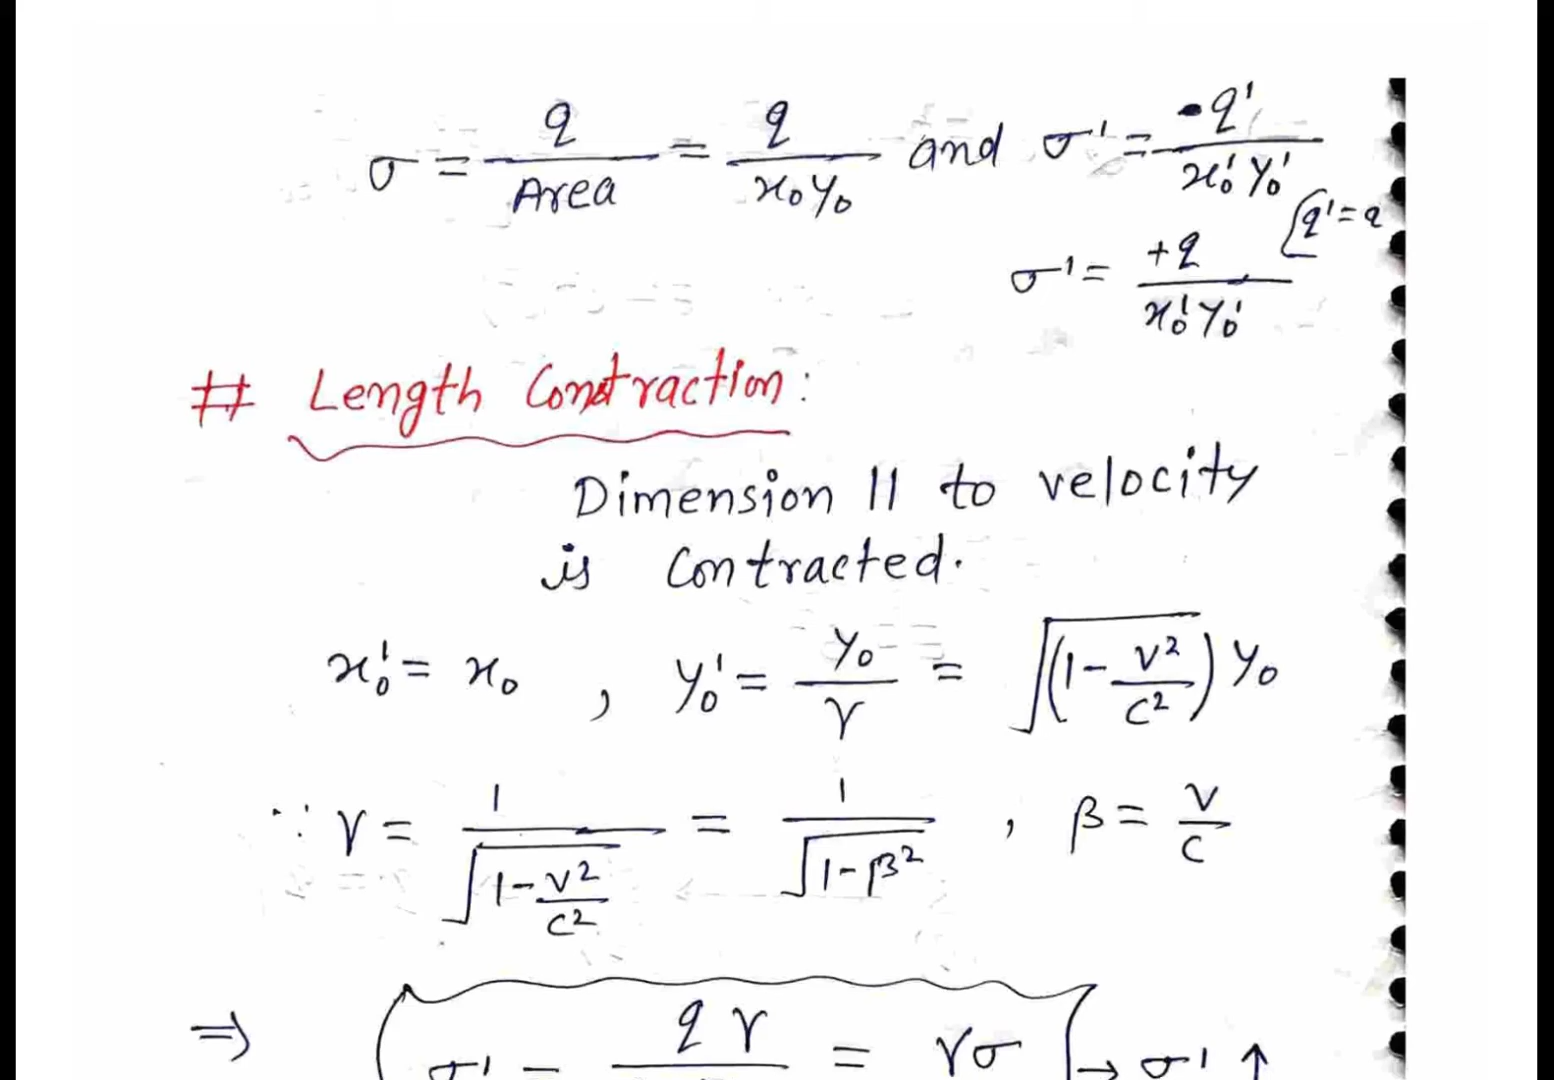 σ = q / Area = q / x₀y₀ and σ' = -q' / x₀'y₀'
[q' = q
σ' = +q / x₀'y₀'
# Length Contraction:
Dimension || to velocity
is contracted.
x₀' = x₀ , y₀' = y₀ / γ = √(1 - v²/c²) y₀
∵ γ = 1 / √(1 - v²/c²) = 1 / √(1 - β²) , β = v / c
⇒ σ' = qγ = γσ → σ' ↑